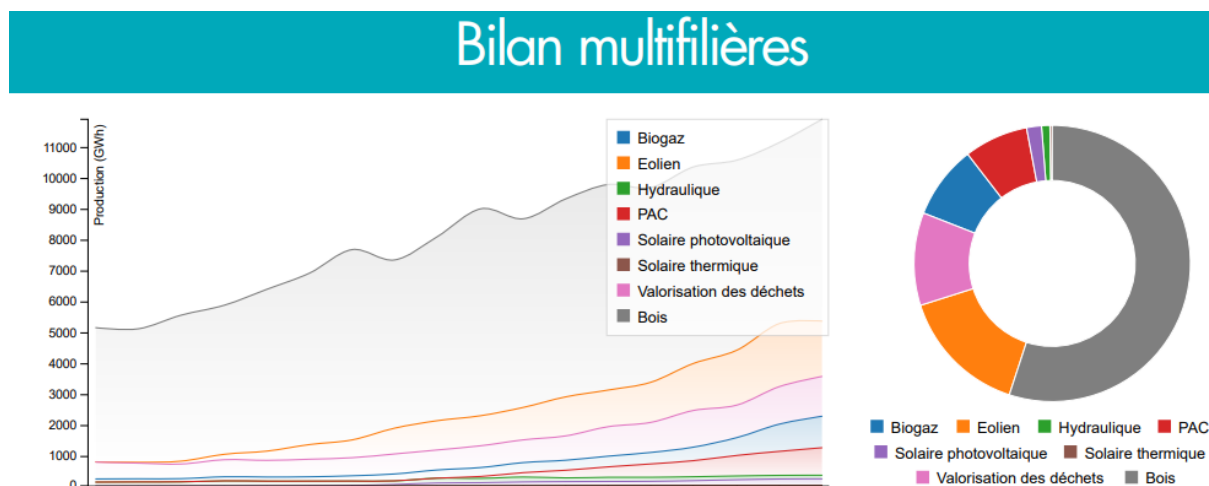 Bilan multifilières
Production (GWh)
11000
10000
9000
8000
7000
6000
5000
4000
3000
2000
1000
0
Biogaz
Eolien
Hydraulique
PAC
Solaire photovoltaique
Solaire thermique
Valorisation des déchets
Bois
Biogaz Eolien Hydraulique PAC
Solaire photovoltaique Solaire thermique
Valorisation des déchets Bois